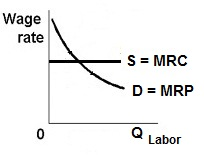 Wage
rate
S = MRC
D = MRP
0
Q Labor